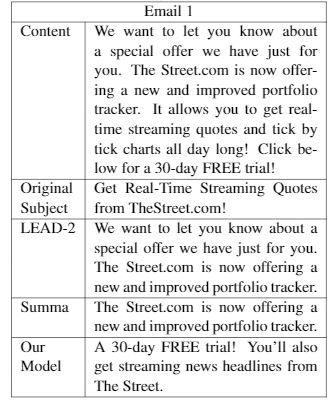 Email 1
Content
We want to let you know about
a special offer we have just for
you. The Street.com is now offer-
ing a new and improved portfolio
tracker. It allows you to get real-
time streaming quotes and tick by
tick charts all day long! Click be-
low for a 30-day FREE trial!
Original
Subject
Get Real-Time Streaming Quotes
from TheStreet.com!
LEAD-2
We want to let you know about a
special offer we have just for you.
The Street.com is now offering a
new and improved portfolio tracker.
Summa
The Street.com is now offering a
new and improved portfolio tracker.
Our
Model
A 30-day FREE trial! You'll also
get streaming news headlines from
The Street.